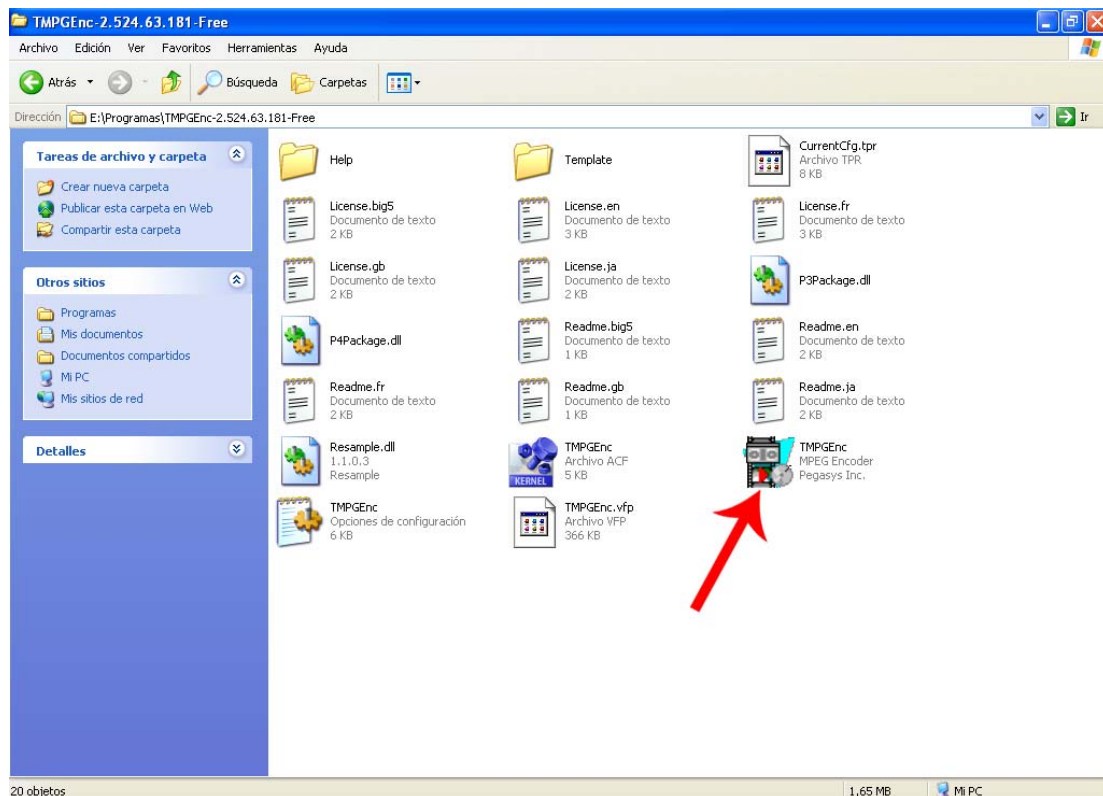 TMPGEnc-2.524.63.181-Free
Archivo Edición Ver Favoritos Herramientas Ayuda
Atrás Búsqueda Carpetas
Dirección E:\Programas\TMPGEnc-2.524.63.181-Free Ir
Tareas de archivo y carpeta
Crear nueva carpeta
Publicar esta carpeta en Web
Compartir esta carpeta
Otros sitios
Programas
Mis documentos
Documentos compartidos
Mi PC
Mis sitios de red
Detalles
Help
Template
CurrentCfg.tpr
Archivo TPR
8 KB
License.big5
Documento de texto
2 KB
License.en
Documento de texto
3 KB
License.fr
Documento de texto
3 KB
License.gb
Documento de texto
2 KB
License.ja
Documento de texto
2 KB
P3Package.dll
P4Package.dll
Readme.big5
Documento de texto
1 KB
Readme.en
Documento de texto
2 KB
Readme.fr
Documento de texto
2 KB
Readme.gb
Documento de texto
1 KB
Readme.ja
Documento de texto
2 KB
Resample.dll
1.1.0.3
Resample
KERNEL
TMPGEnc
Archivo ACF
5 KB
TMPGEnc
MPEG Encoder
Pegasys Inc.
TMPGEnc
Opciones de configuración
6 KB
TMPGEnc.vfp
Archivo VFP
366 KB
20 objetos 1,65 MB Mi PC